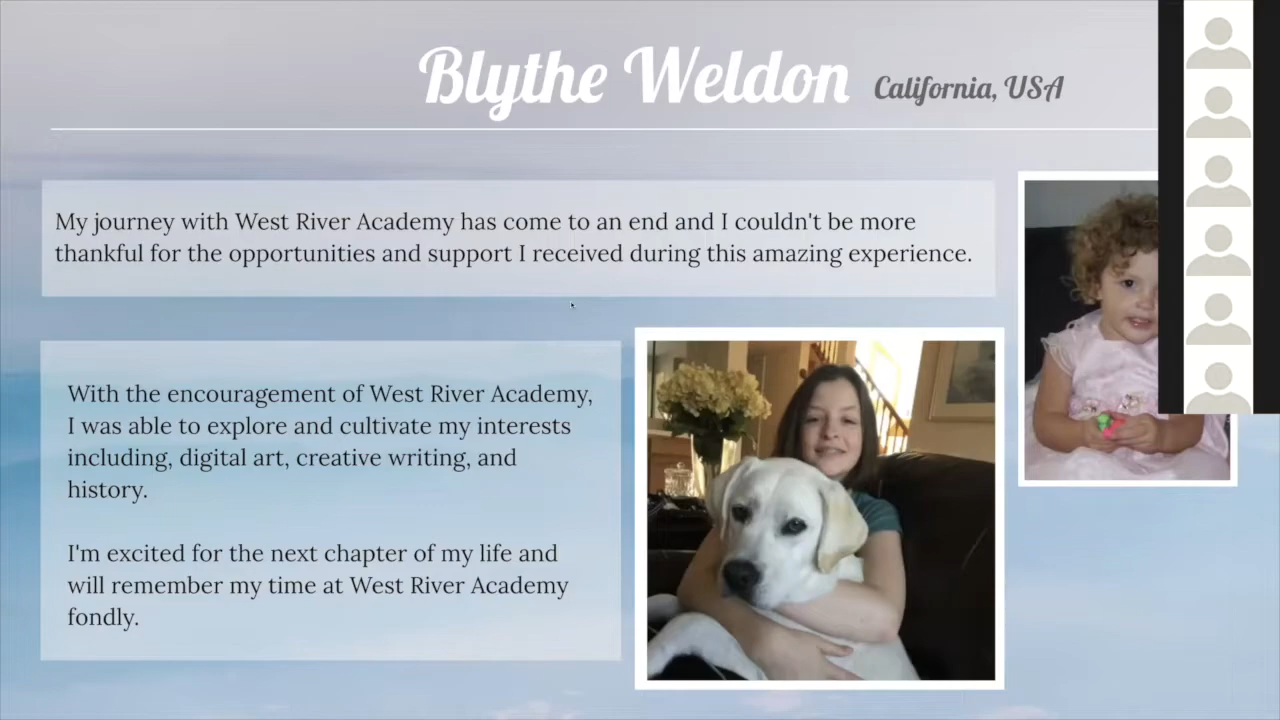 Blythe Weldon California, USA
My journey with West River Academy has come to an end and I couldn't be more
thankful for the opportunities and support I received during this amazing experience.
With the encouragement of West River Academy,
I was able to explore and cultivate my interests
including, digital art, creative writing, and
history.
I'm excited for the next chapter of my life and
will remember my time at West River Academy
fondly.